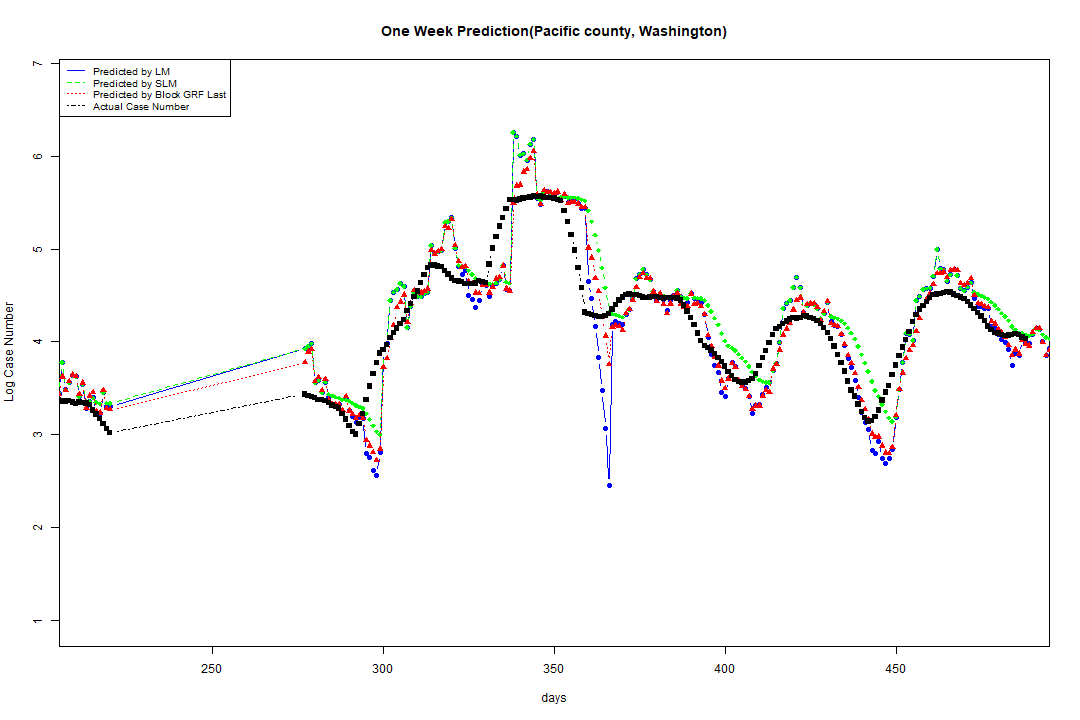 One Week Prediction(Pacific county, Washington)
Predicted by LM
Predicted by SLM
Predicted by Block GRF Last
Actual Case Number
Log Case Number
7
6
5
4
3
2
1
250
300
350
400
450
days